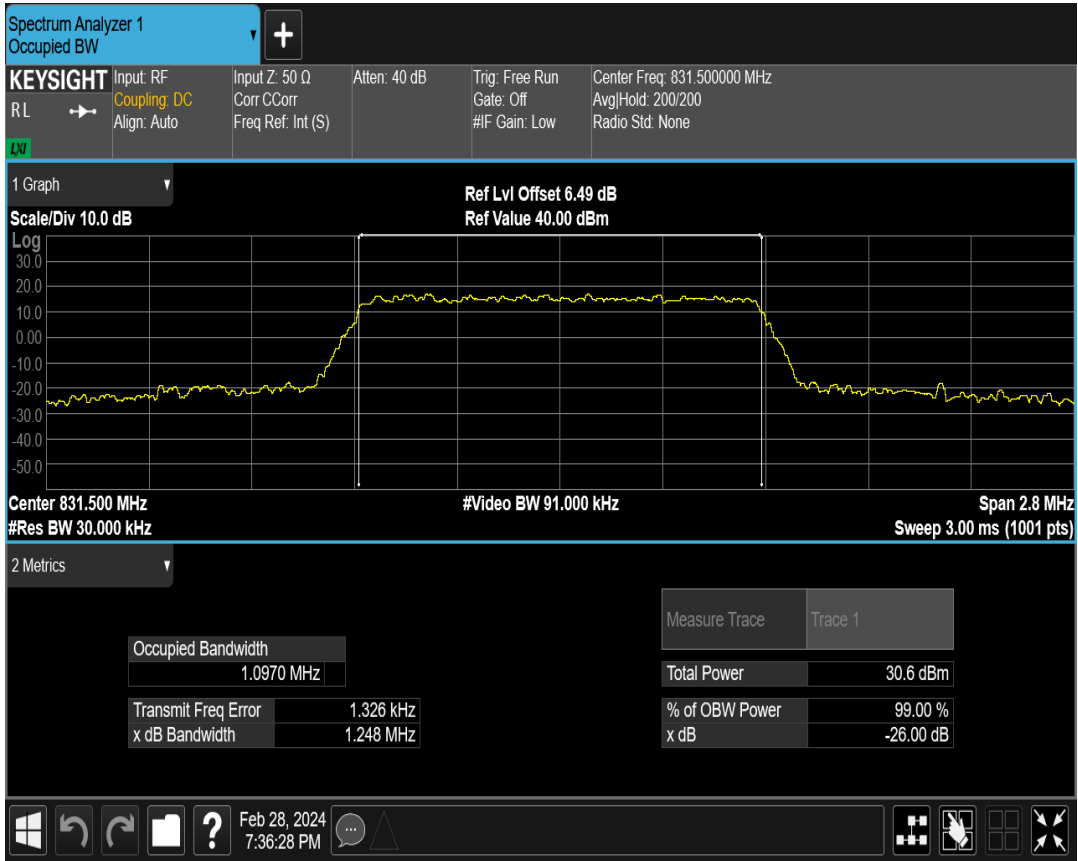 Spectrum Analyzer 1
Occupied BW
+
KEYSIGHT Input: RF Input Z: 50 Ω Atten: 40 dB Trig: Free Run Center Freq: 831.500000 MHz
R L Coupling: DC Corr CCorr Gate: Off Avg|Hold: 200/200
Align: Auto Freq Ref: Int (S) #IF Gain: Low Radio Std: None
LXI
1 Graph
Ref Lvl Offset 6.49 dB
Scale/Div 10.0 dB Ref Value 40.00 dBm
Log
30.0
20.0
10.0
0.00
-10.0
-20.0
-30.0
-40.0
-50.0
Center 831.500 MHz #Video BW 91.000 kHz Span 2.8 MHz
#Res BW 30.000 kHz Sweep 3.00 ms (1001 pts)
2 Metrics
Measure Trace Trace 1
Occupied Bandwidth
1.0970 MHz Total Power 30.6 dBm
Transmit Freq Error 1.326 kHz % of OBW Power 99.00 %
x dB Bandwidth 1.248 MHz x dB -26.00 dB
? Feb 28, 2024
7:36:28 PM